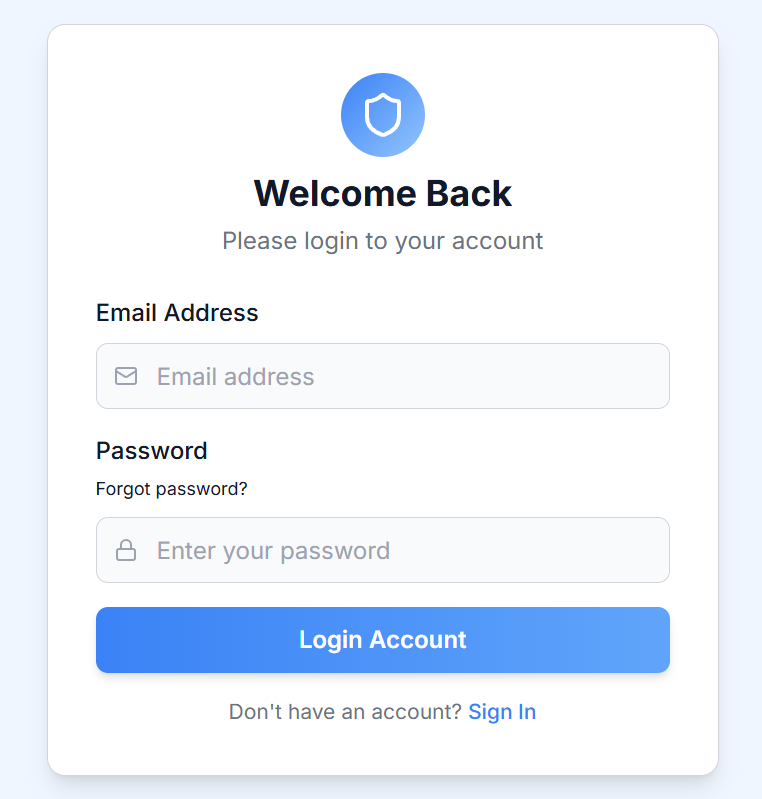 Welcome Back
Please login to your account
Email Address
Email address
Password
Forgot password?
Enter your password
Login Account
Don't have an account? Sign In